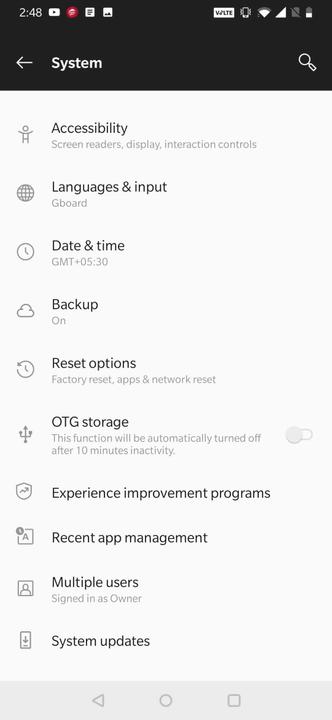 2:48
VoLTE
System
Accessibility
Screen readers, display, interaction controls
Languages & input
Gboard
Date & time
GMT+05:30
Backup
On
Reset options
Factory reset, apps & network reset
OTG storage
This function will be automatically turned off
after 10 minutes inactivity.
Experience improvement programs
Recent app management
Multiple users
Signed in as Owner
System updates